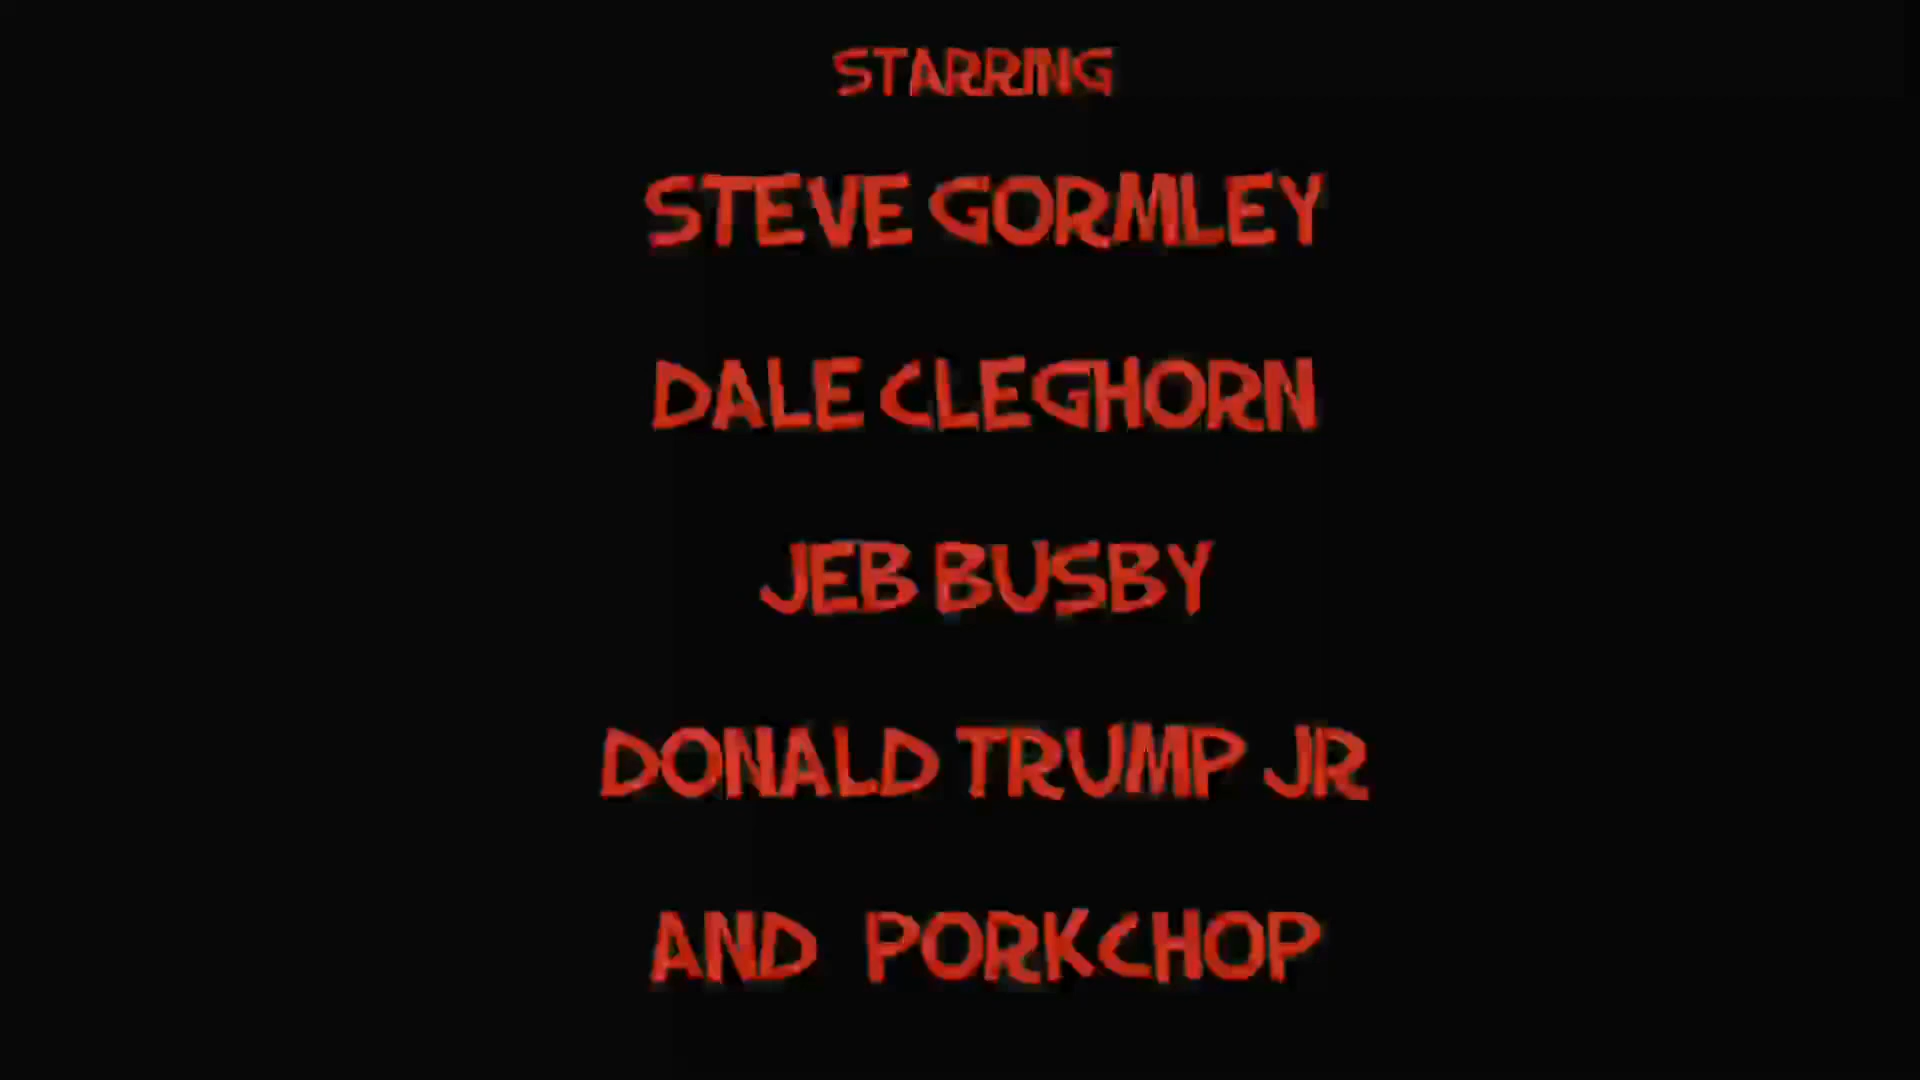 STARRING
STEVE GORMLEY
DALE CLEGHORN
JEB BUSBY
DONALD TRUMP JR
AND PORKCHOP